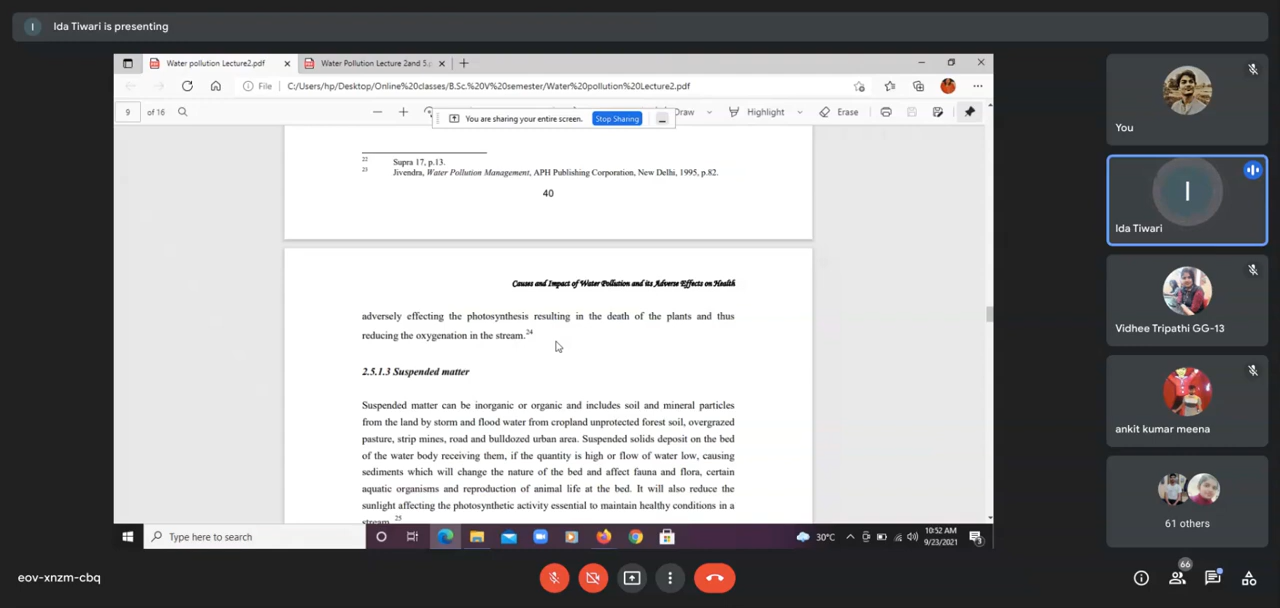 I Ida Tiwari is presenting
Water pollution Lecture2.pdf
Water Pollution Lecture 2and 5.
File C:/Users/hp/Desktop/Online%20classes/B.Sc.%20V%20semester/Water%20pollution%20Lecture2.pdf
9 of 16
Draw Highlight Erase
You are sharing your entire screen. Stop Sharing
22 Supra 17, p.13.
23 Jivendra, Water Pollution Management, APH Publishing Corporation, New Delhi, 1995, p.82.
40
Causes and Impact of Water Pollution and its Adverse Effects on Health
adversely effecting the photosynthesis resulting in the death of the plants and thus
reducing the oxygenation in the stream.24
2.5.1.3 Suspended matter
Suspended matter can be inorganic or organic and includes soil and mineral particles
from the land by storm and flood water from cropland unprotected forest soil, overgrazed
pasture, strip mines, road and bulldozed urban area. Suspended solids deposit on the bed
of the water body receiving them, if the quantity is high or flow of water low, causing
sediments which will change the nature of the bed and affect fauna and flora, certain
aquatic organisms and reproduction of animal life at the bed. It will also reduce the
sunlight affecting the photosynthetic activity essential to maintain healthy conditions in a
stream.25
Type here to search
30°C
10:52 AM
9/23/2021
3
You
I
Ida Tiwari
Vidhee Tripathi GG-13
ankit kumar meena
61 others
eov-xnzm-cbq
66